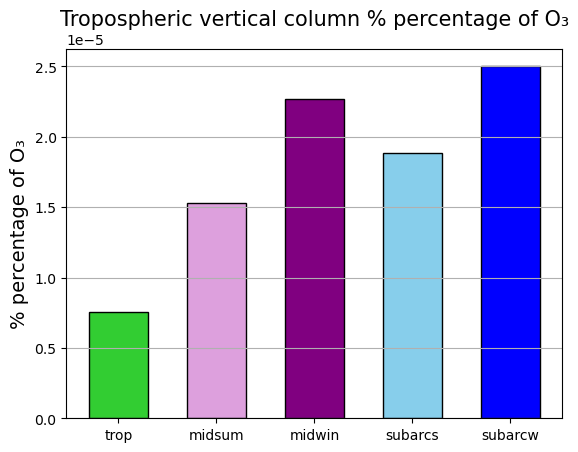 Tropospheric vertical column % percentage of O₃
1e−5
% percentage of O₃
2.5
2.0
1.5
1.0
0.5
0.0
trop midsum midwin subarcs subarcw